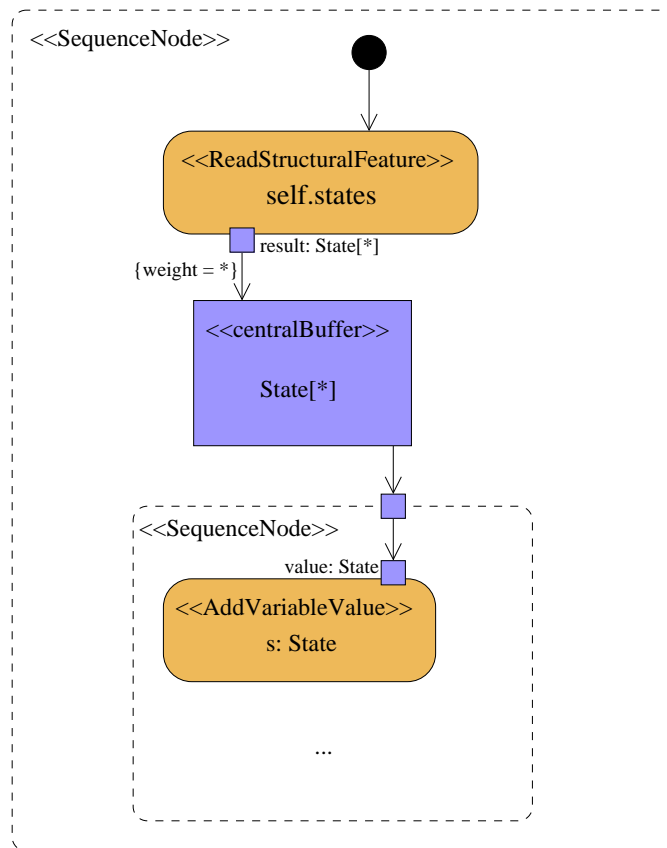 <<SequenceNode>>
<<ReadStructuralFeature>>
self.states
result: State[*]
{weight = *}
<<centralBuffer>>
State[*]
<<SequenceNode>>
value: State
<<AddVariableValue>>
s: State
...